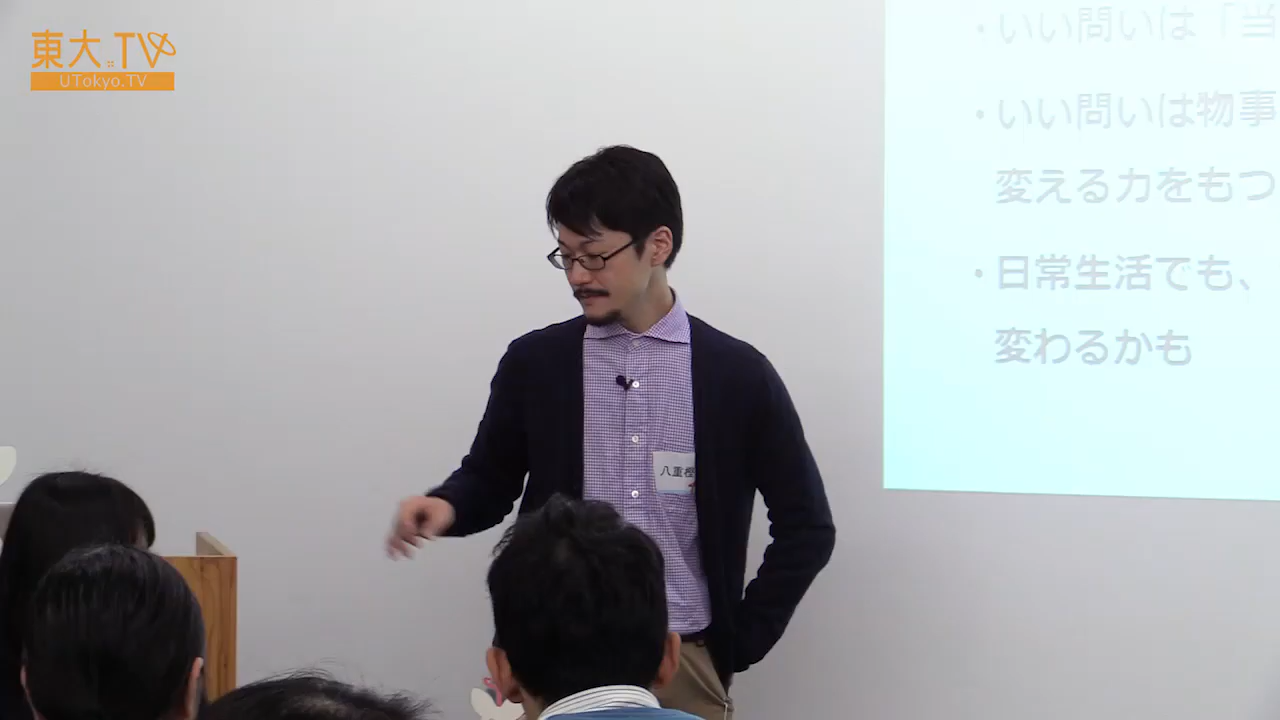 東大TV
UTokyo.TV
・いい問いは「当
・いい問いは物事
変える力をもつ
・日常生活でも、
変わるかも
八重樫